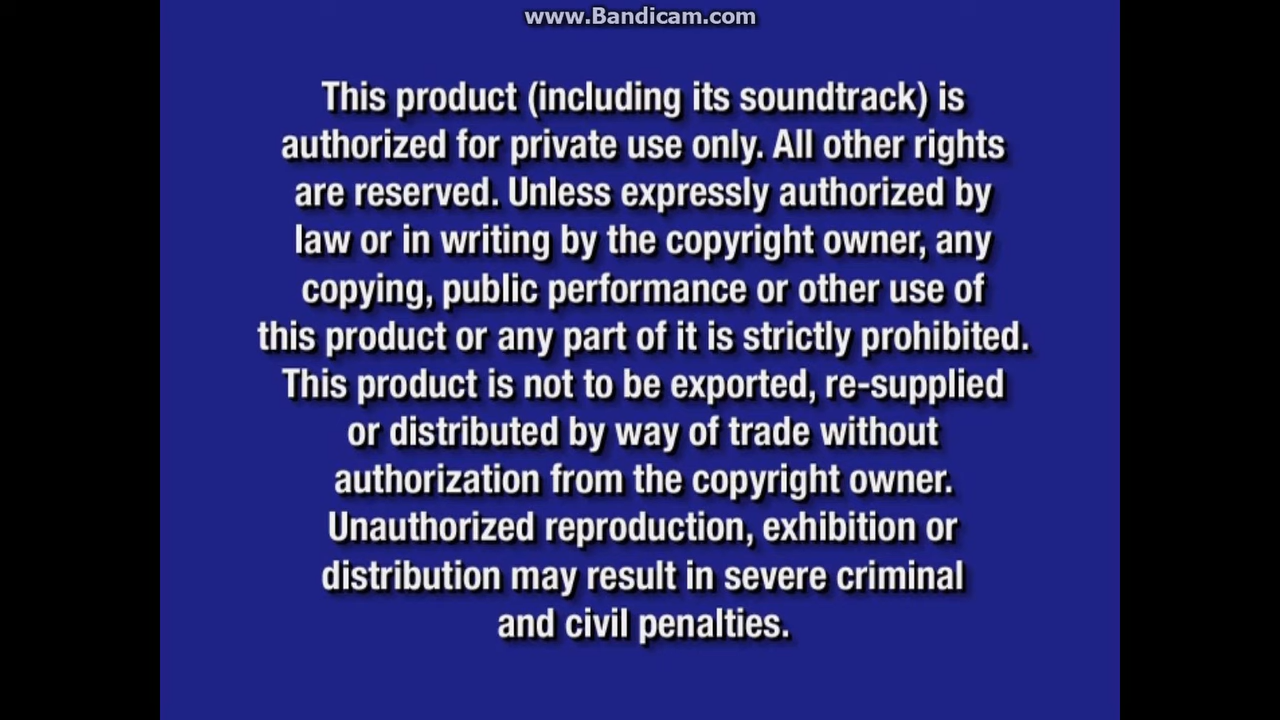 www.Bandicam.com
This product (including its soundtrack) is
authorized for private use only. All other rights
are reserved. Unless expressly authorized by
law or in writing by the copyright owner, any
copying, public performance or other use of
this product or any part of it is strictly prohibited.
This product is not to be exported, re-supplied
or distributed by way of trade without
authorization from the copyright owner.
Unauthorized reproduction, exhibition or
distribution may result in severe criminal
and civil penalties.